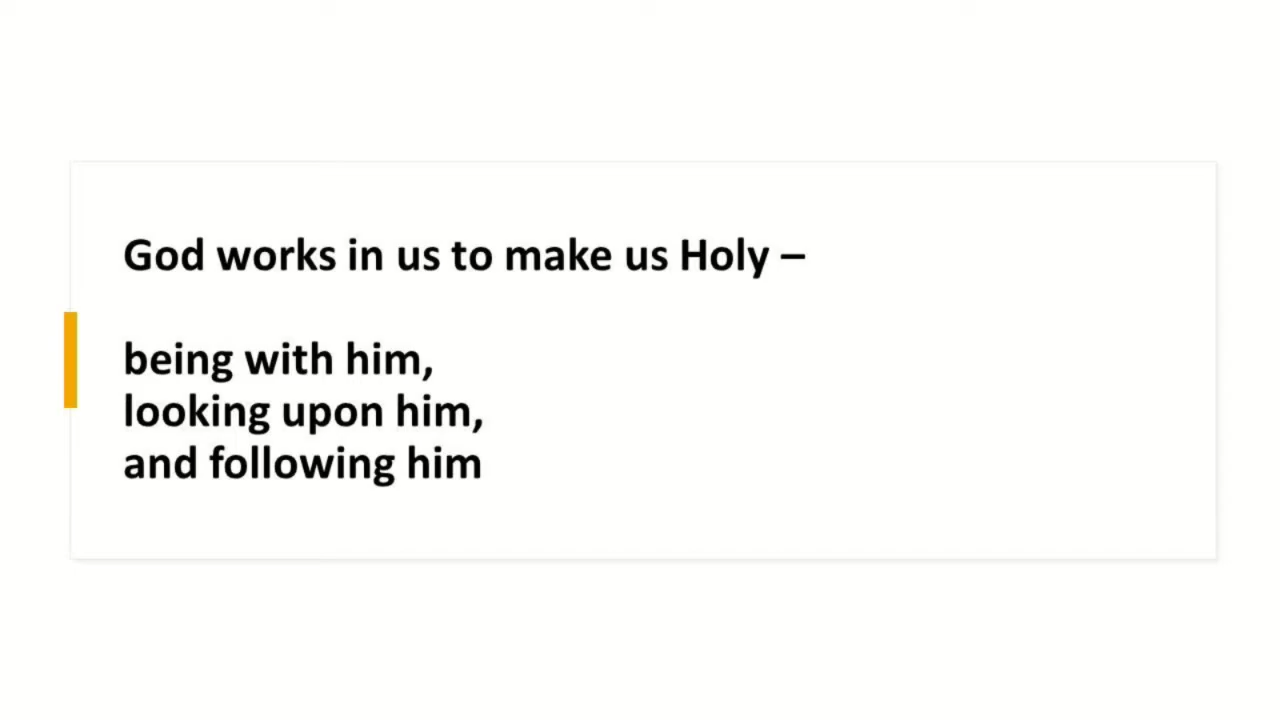 God works in us to make us Holy –
being with him,
looking upon him,
and following him